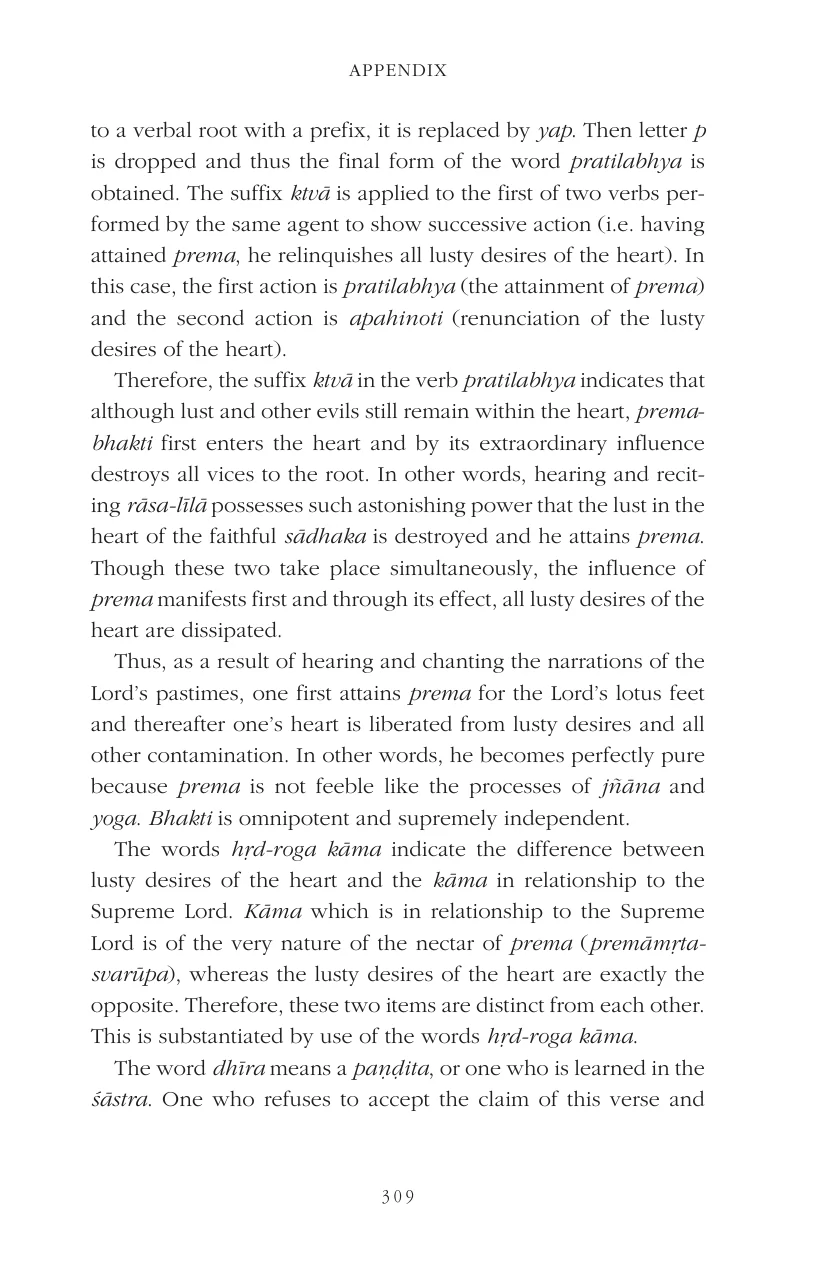 APPENDIX
to a verbal root with a prefix, it is replaced by yap. Then letter p
is dropped and thus the final form of the word pratilabhya is
obtained. The suffix ktvā is applied to the first of two verbs per-
formed by the same agent to show successive action (i.e. having
attained prema, he relinquishes all lusty desires of the heart). In
this case, the first action is pratilabhya (the attainment of prema)
and the second action is apahinoti (renunciation of the lusty
desires of the heart).
Therefore, the suffix ktvā in the verb pratilabhya indicates that
although lust and other evils still remain within the heart, prema-
bhakti first enters the heart and by its extraordinary influence
destroys all vices to the root. In other words, hearing and recit-
ing rāsa-līlā possesses such astonishing power that the lust in the
heart of the faithful sādhaka is destroyed and he attains prema.
Though these two take place simultaneously, the influence of
prema manifests first and through its effect, all lusty desires of the
heart are dissipated.
Thus, as a result of hearing and chanting the narrations of the
Lord’s pastimes, one first attains prema for the Lord’s lotus feet
and thereafter one’s heart is liberated from lusty desires and all
other contamination. In other words, he becomes perfectly pure
because prema is not feeble like the processes of jñāna and
yoga. Bhakti is omnipotent and supremely independent.
The words hṛd-roga kāma indicate the difference between
lusty desires of the heart and the kāma in relationship to the
Supreme Lord. Kāma which is in relationship to the Supreme
Lord is of the very nature of the nectar of prema (premāmṛta-
svarūpa), whereas the lusty desires of the heart are exactly the
opposite. Therefore, these two items are distinct from each other.
This is substantiated by use of the words hṛd-roga kāma.
The word dhīra means a paṇḍita, or one who is learned in the
śāstra. One who refuses to accept the claim of this verse and
309